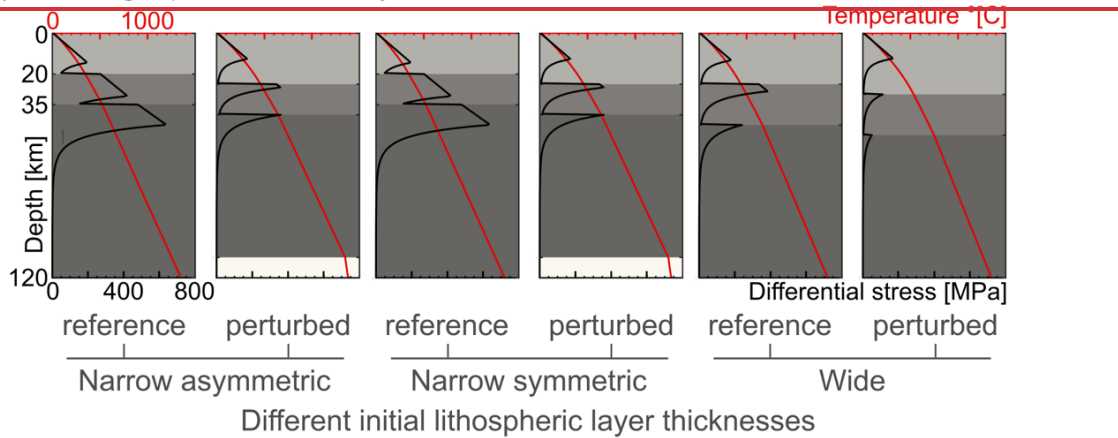 0 1000 Temperature °[C]
0
20
35
120
Depth [km]
0 400 800 Differential stress [MPa]
reference perturbed reference perturbed reference perturbed
Narrow asymmetric Narrow symmetric Wide
Different initial lithospheric layer thicknesses